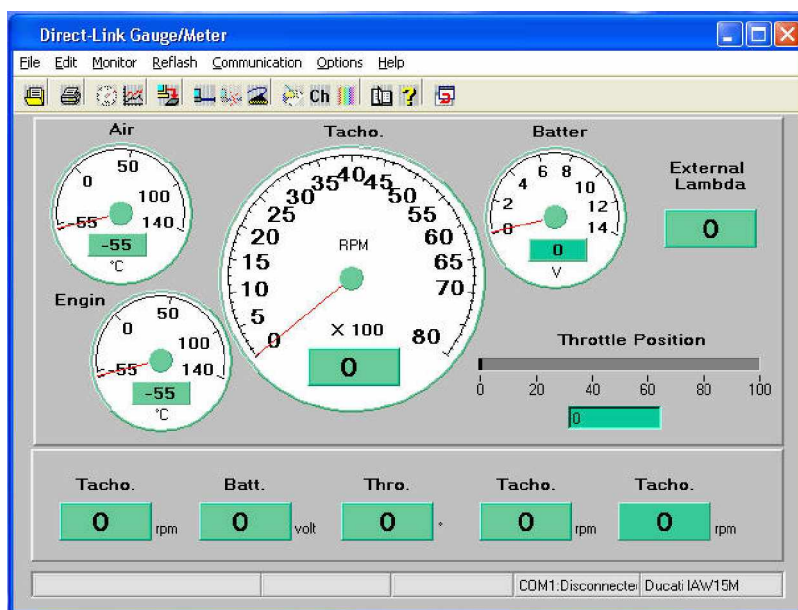 Direct-Link Gauge/Meter
File Edit Monitor Reflash Communication Options Help
Ch
Air
-55 0 50 100 140
-55
°C
Engin
-55 0 50 100 140
-55
°C
Tacho.
0 5 10 15 20 25 30 35 40 45 50 55 60 65 70 80
RPM
X 100
0
Batter
0 2 4 6 8 10 12 14
0
V
External
Lambda
0
Throttle Position
0 20 40 60 80 100
0
Tacho. Batt. Thro. Tacho. Tacho.
0 rpm 0 volt 0 ° 0 rpm 0 rpm
COM1:Disconnecte Ducati IAW15M